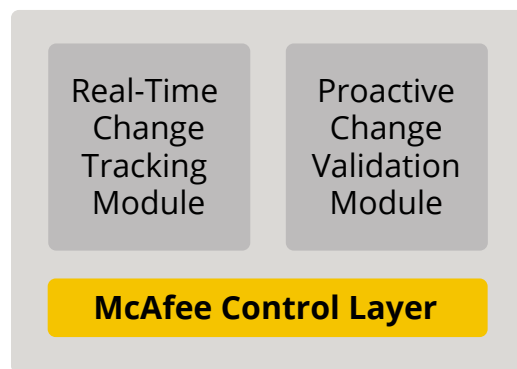 Real-Time
Change
Tracking
Module
Proactive
Change
Validation
Module
McAfee Control Layer